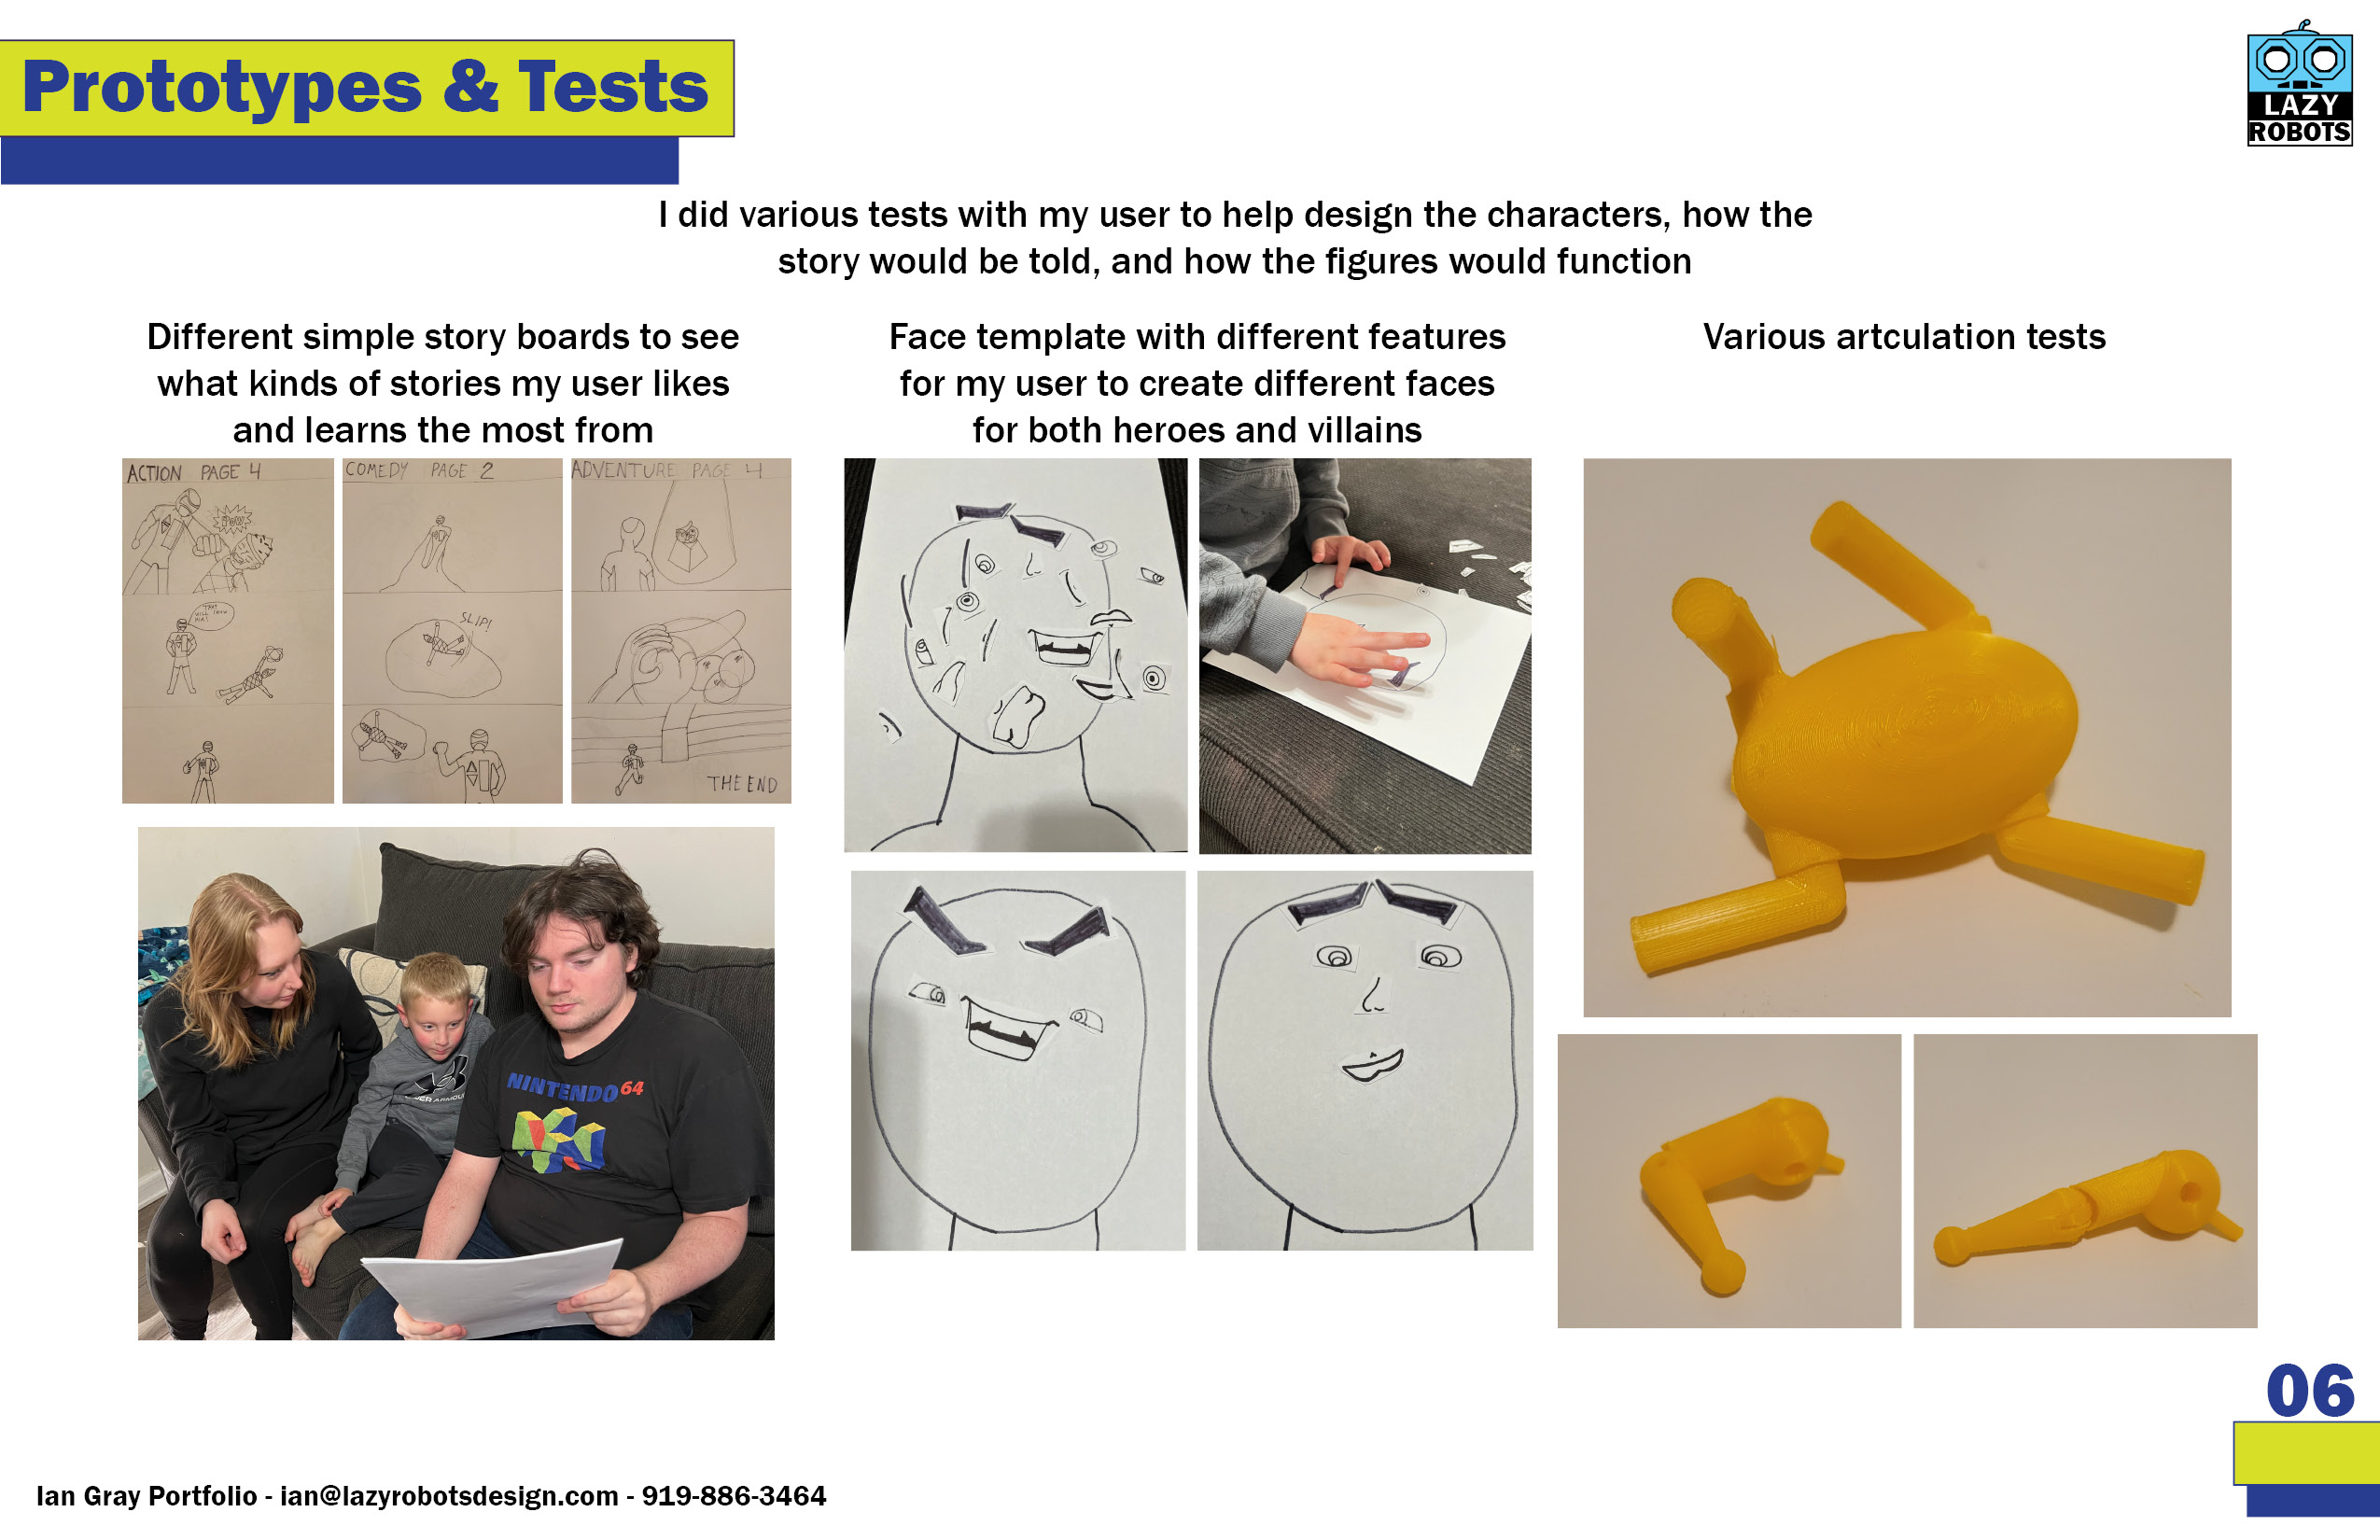 Prototypes & Tests
LAZY
ROBOTS
I did various tests with my user to help design the characters, how the
story would be told, and how the figures would function
Different simple story boards to see
what kinds of stories my user likes
and learns the most from
Face template with different features
for my user to create different faces
for both heroes and villains
Various artculation tests
ACTION PAGE 4
POW
COMEDY PAGE 2
SLIP!
ADVENTURE PAGE 4
THE END
NINTENDO 64
06
Ian Gray Portfolio - ian@lazyrobotsdesign.com - 919-886-3464